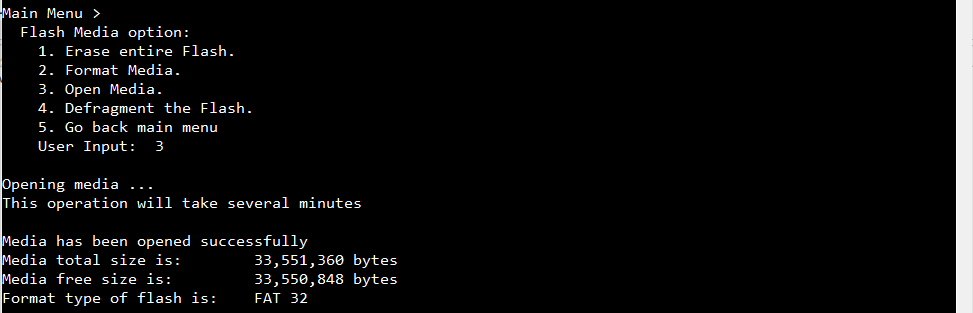 Main Menu >
Flash Media option:
1. Erase entire Flash.
2. Format Media.
3. Open Media.
4. Defragment the Flash.
5. Go back main menu
User Input:  3
Opening media ...
This operation will take several minutes
Media has been opened successfully
Media total size is:        33,551,360 bytes
Media free size is:         33,550,848 bytes
Format type of flash is:    FAT 32